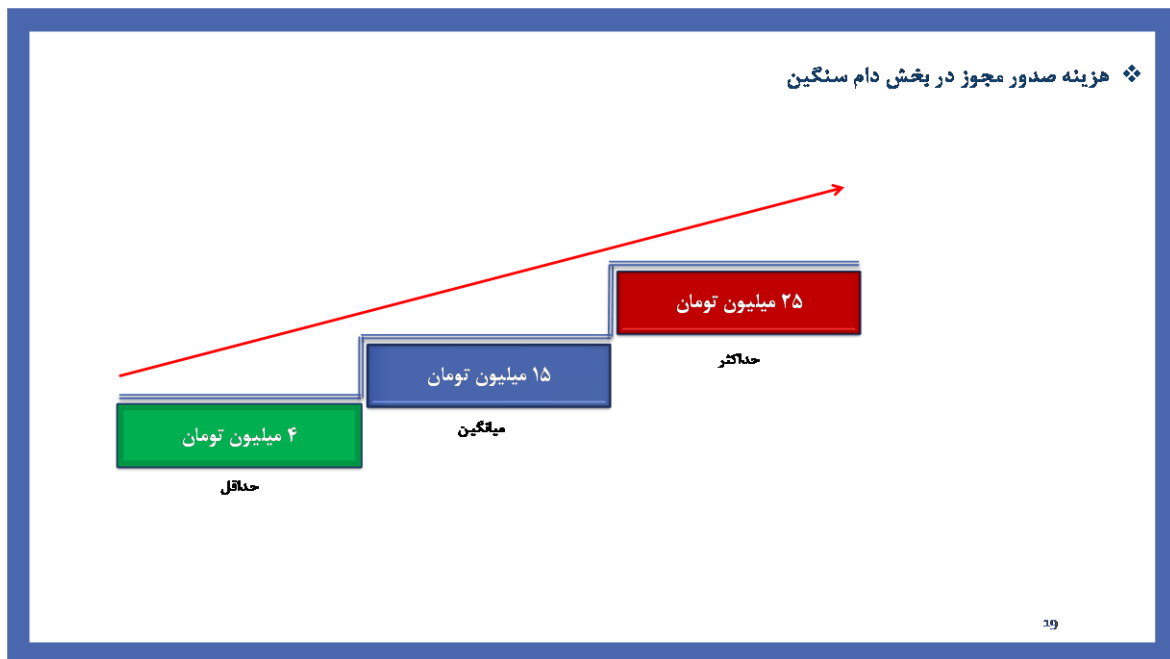 ❖ هزینه صدور مجوز در بخش دام سنگین
۲۵ میلیون تومان
حداکثر
۱۵ میلیون تومان
میانگین
۴ میلیون تومان
حداقل